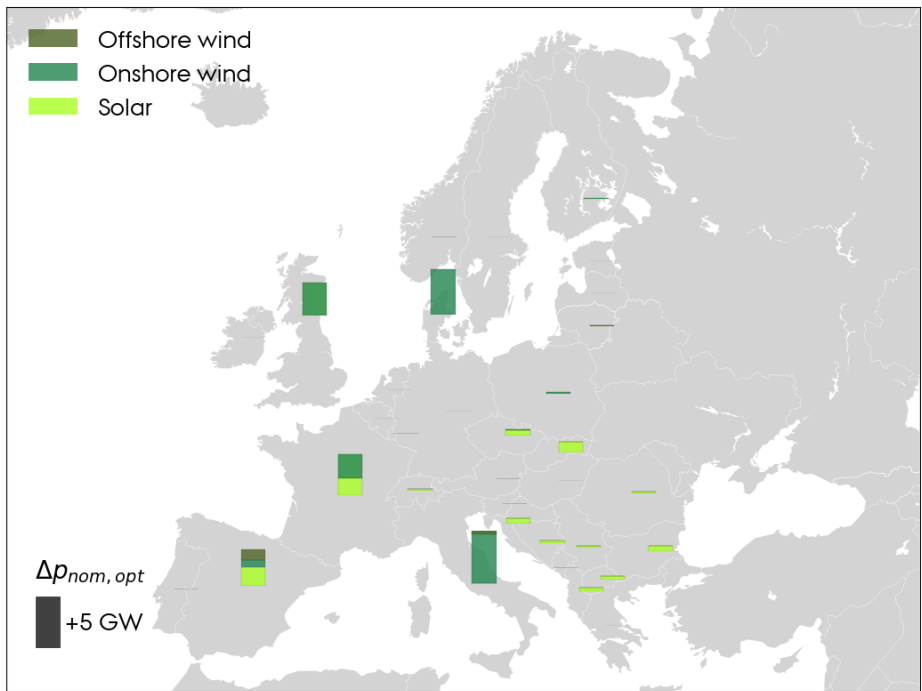 Offshore wind
Onshore wind
Solar
Δp_{nom, opt}
+5 GW